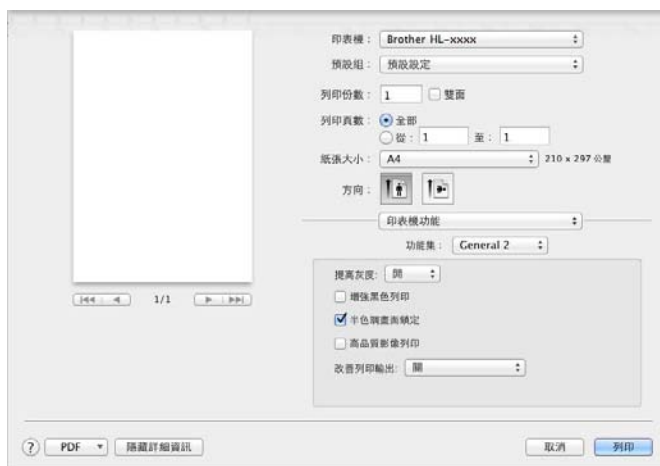 印表機： Brother HL-xxxx
預設組： 預設設定
列印份數： 1 雙面
列印頁數： 全部
從： 1 至： 1
紙張大小： A4 210 x 297 公釐
方向：
印表機功能
功能集： General 2
提高灰度: 開
增強黑色列印
半色調畫面鎖定
高品質影像列印
改善列印輸出: 關
1/1
? PDF 隱藏詳細資訊 取消 列印